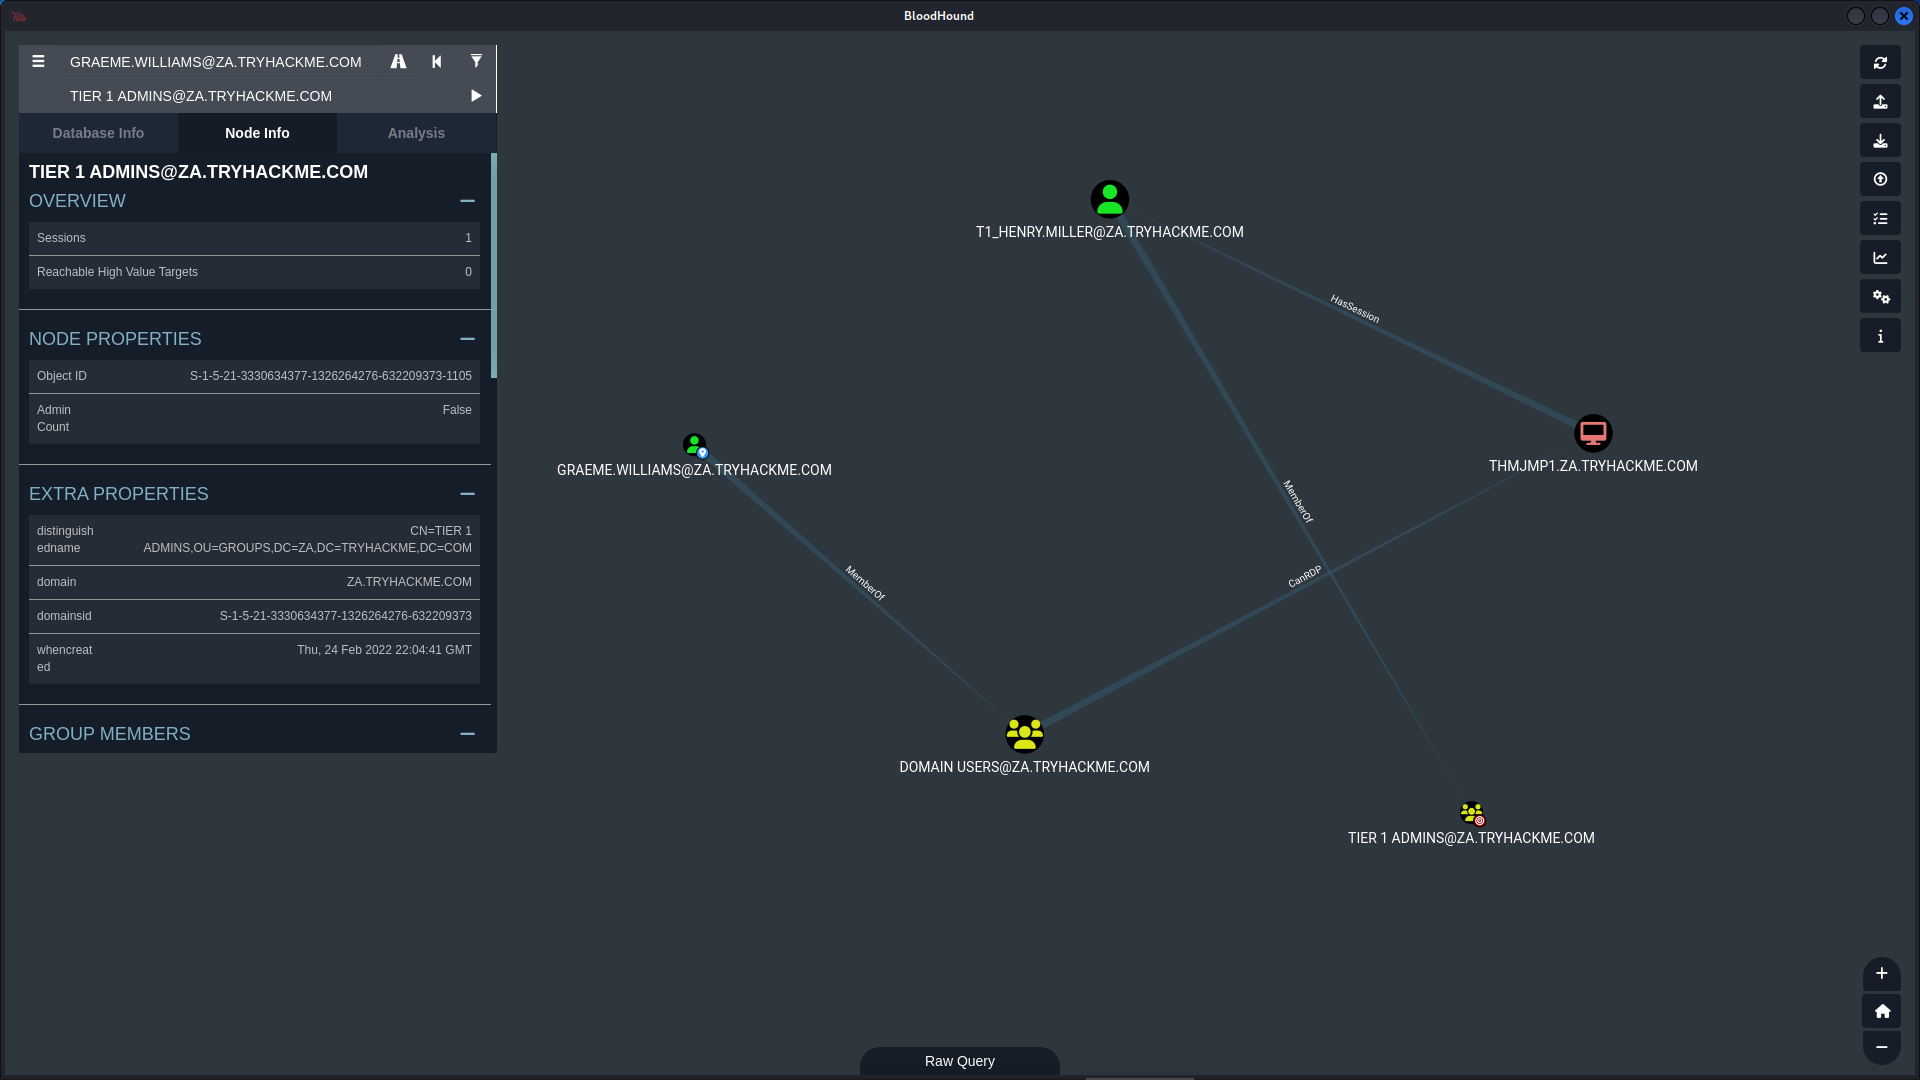 BloodHound
GRAEME.WILLIAMS@ZA.TRYHACKME.COM
TIER 1 ADMINS@ZA.TRYHACKME.COM
Database Info
Node Info
Analysis
TIER 1 ADMINS@ZA.TRYHACKME.COM
OVERVIEW
Sessions 1
Reachable High Value Targets 0
NODE PROPERTIES
Object ID S-1-5-21-3330634377-1326264276-632209373-1105
Admin False
Count
EXTRA PROPERTIES
distinguish CN=TIER 1
edname ADMINS,OU=GROUPS,DC=ZA,DC=TRYHACKME,DC=COM
domain ZA.TRYHACKME.COM
domainsid S-1-5-21-3330634377-1326264276-632209373
whencreat Thu, 24 Feb 2022 22:04:41 GMT
ed
GROUP MEMBERS
T1_HENRY.MILLER@ZA.TRYHACKME.COM
HasSession
GRAEME.WILLIAMS@ZA.TRYHACKME.COM
THMJMP1.ZA.TRYHACKME.COM
MemberOf
MemberOf
CanRDP
DOMAIN USERS@ZA.TRYHACKME.COM
TIER 1 ADMINS@ZA.TRYHACKME.COM
Raw Query